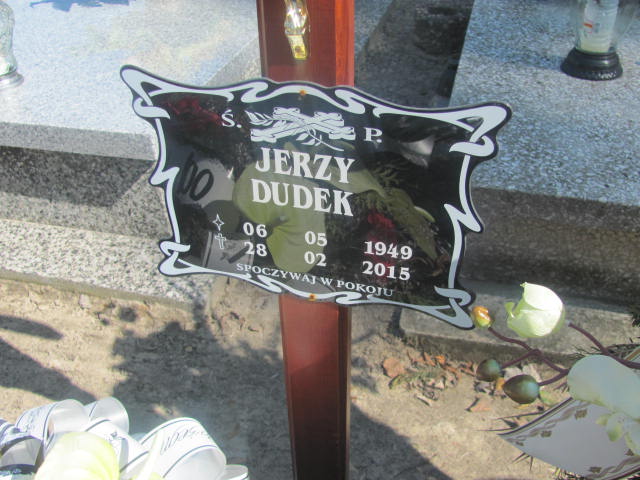 Ś. P.
JERZY
DUDEK
06 05 1949
28 02 2015
SPOCZYWAJ W POKOJU